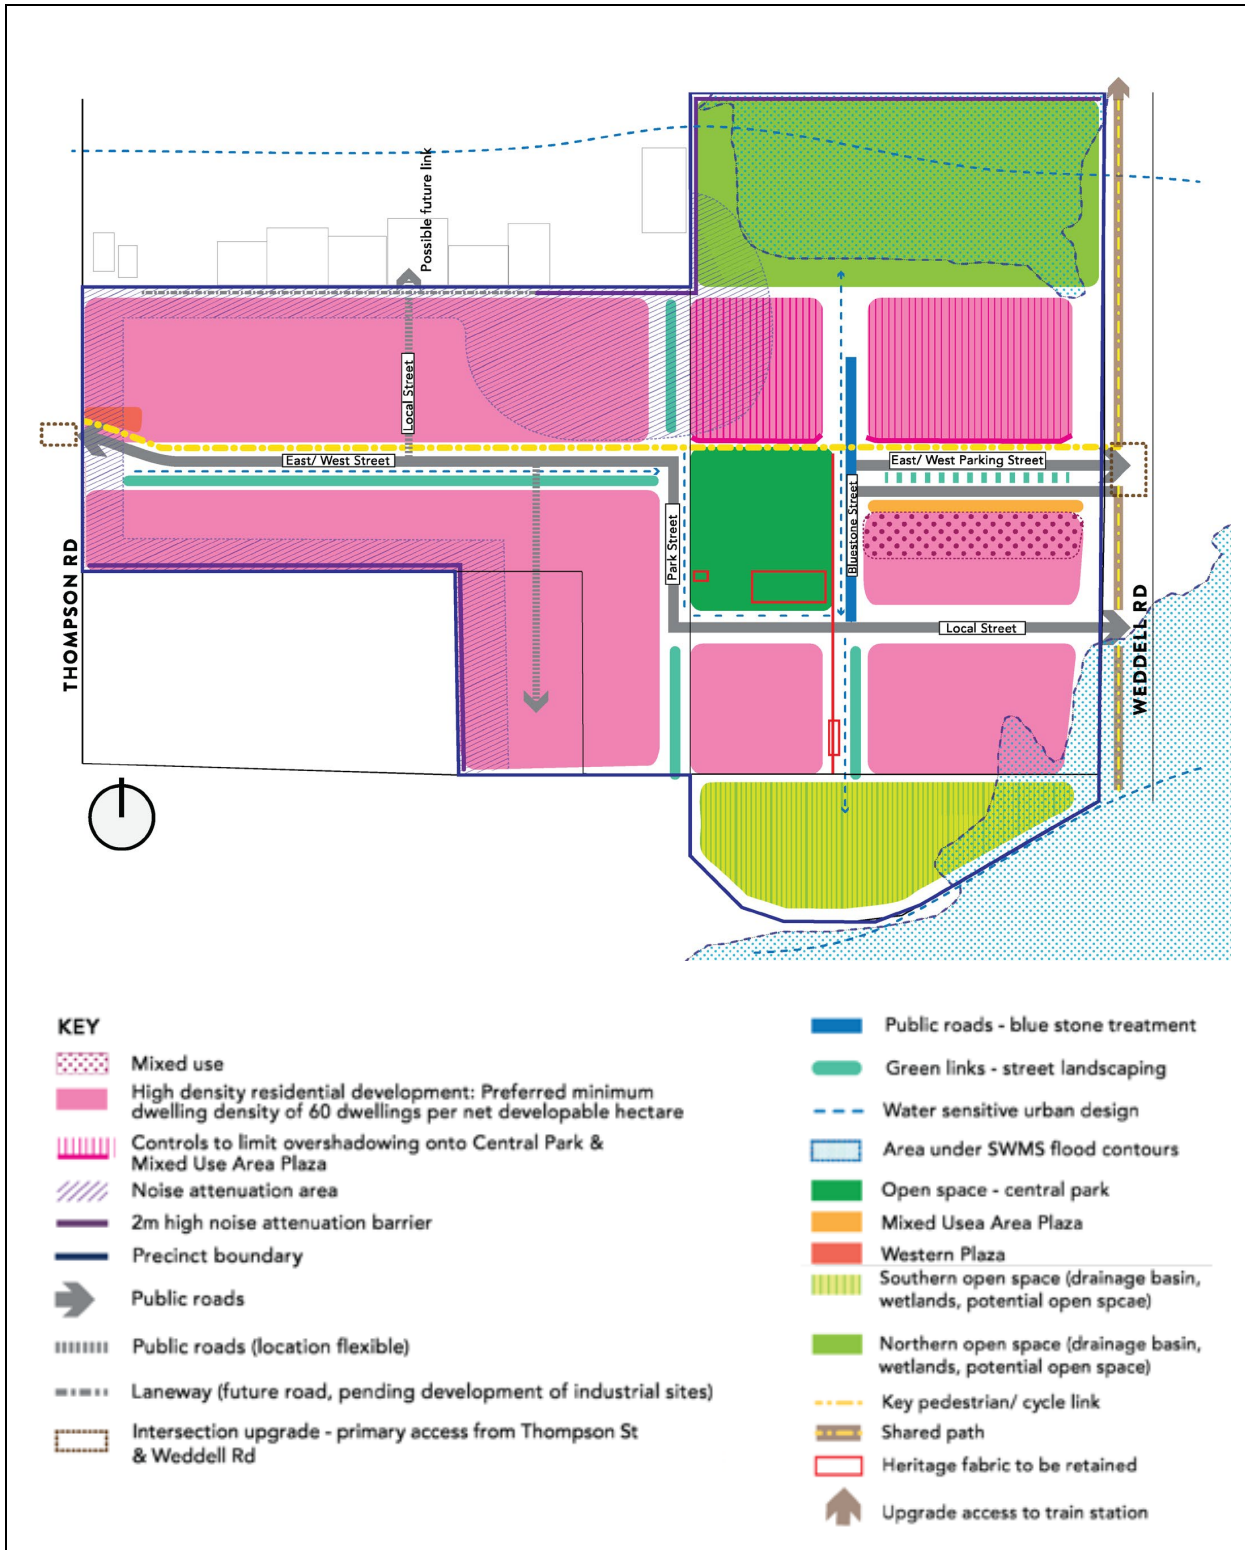 Possible future link
Local Street
East/ West Street
East/ West Parking Street
Bluestone Street
Park Street
Local Street
THOMPSON RD
WEDDELL RD
KEY
Mixed use
High density residential development: Preferred minimum
dwelling density of 60 dwellings per net developable hectare
Controls to limit overshadowing onto Central Park &
Mixed Use Area Plaza
Noise attenuation area
2m high noise attenuation barrier
Precinct boundary
Public roads
Public roads (location flexible)
Laneway (future road, pending development of industrial sites)
Intersection upgrade - primary access from Thompson St
& Weddell Rd
Public roads - blue stone treatment
Green links - street landscaping
Water sensitive urban design
Area under SWMS flood contours
Open space - central park
Mixed Usea Area Plaza
Western Plaza
Southern open space (drainage basin,
wetlands, potential open spcae)
Northern open space (drainage basin,
wetlands, potential open space)
Key pedestrian/ cycle link
Shared path
Heritage fabric to be retained
Upgrade access to train station